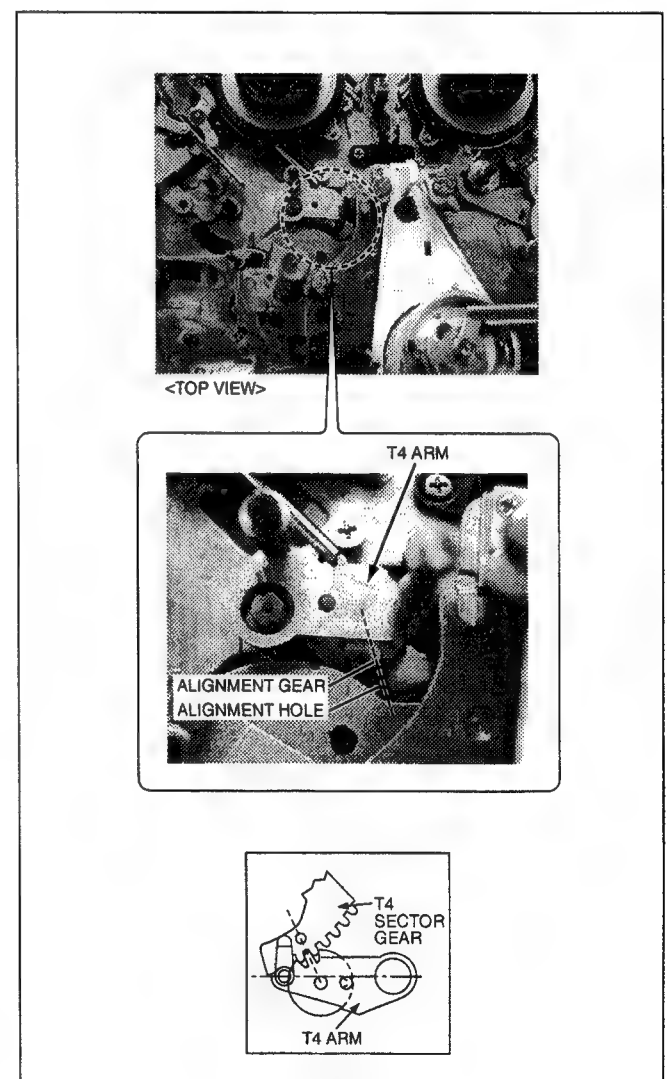 <TOP VIEW>
T4 ARM
ALIGNMENT GEAR
ALIGNMENT HOLE
T4
SECTOR
GEAR
T4 ARM